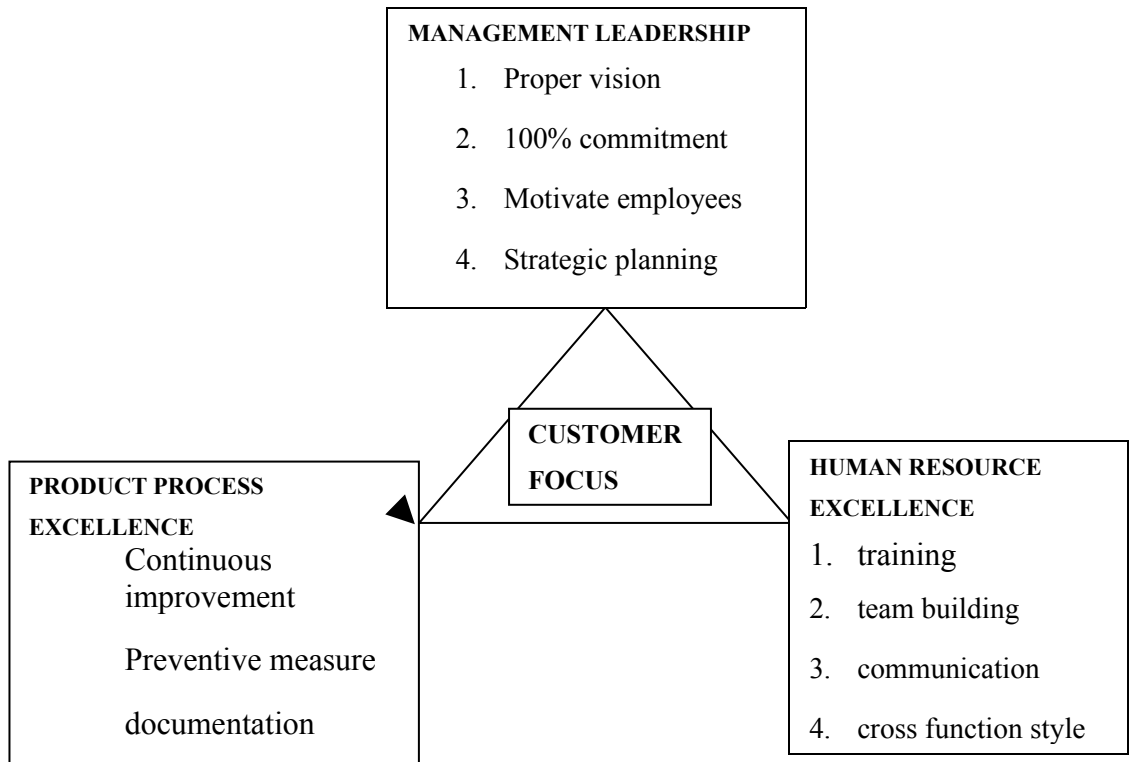 MANAGEMENT LEADERSHIP
1. Proper vision
2. 100% commitment
3. Motivate employees
4. Strategic planning
CUSTOMER
FOCUS
PRODUCT PROCESS
EXCELLENCE
Continuous
improvement
Preventive measure
documentation
HUMAN RESOURCE
EXCELLENCE
1. training
2. team building
3. communication
4. cross function style